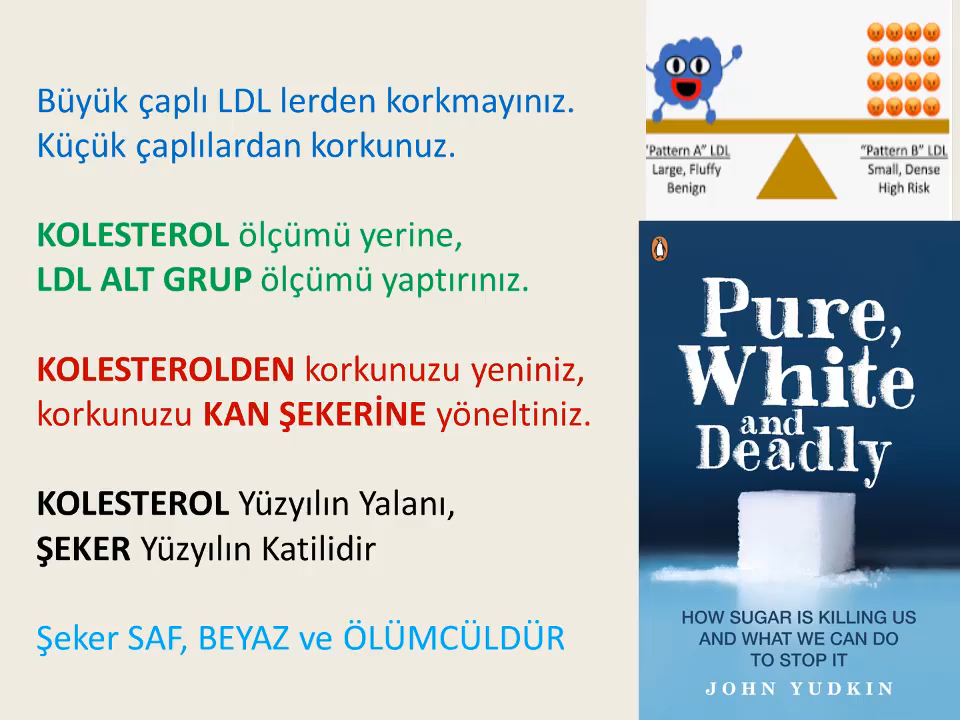 Büyük çaplı LDL lerden korkmayınız.
Küçük çaplılardan korkunuz.
KOLESTEROL ölçümü yerine,
LDL ALT GRUP ölçümü yaptırınız.
KOLESTEROLDEN korkunuzu yeniniz,
korkunuzu KAN ŞEKERİNE yöneltiniz.
KOLESTEROL Yüzyılın Yalanı,
ŞEKER Yüzyılın Katilidir
Şeker SAF, BEYAZ ve ÖLÜMCÜLDÜR
"Pattern A" LDL
Large, Fluffy
Benign
"Pattern B" LDL
Small, Dense
High Risk
Pure,
White
and
Deadly
HOW SUGAR IS KILLING US
AND WHAT WE CAN DO
TO STOP IT
JOHN YUDKIN